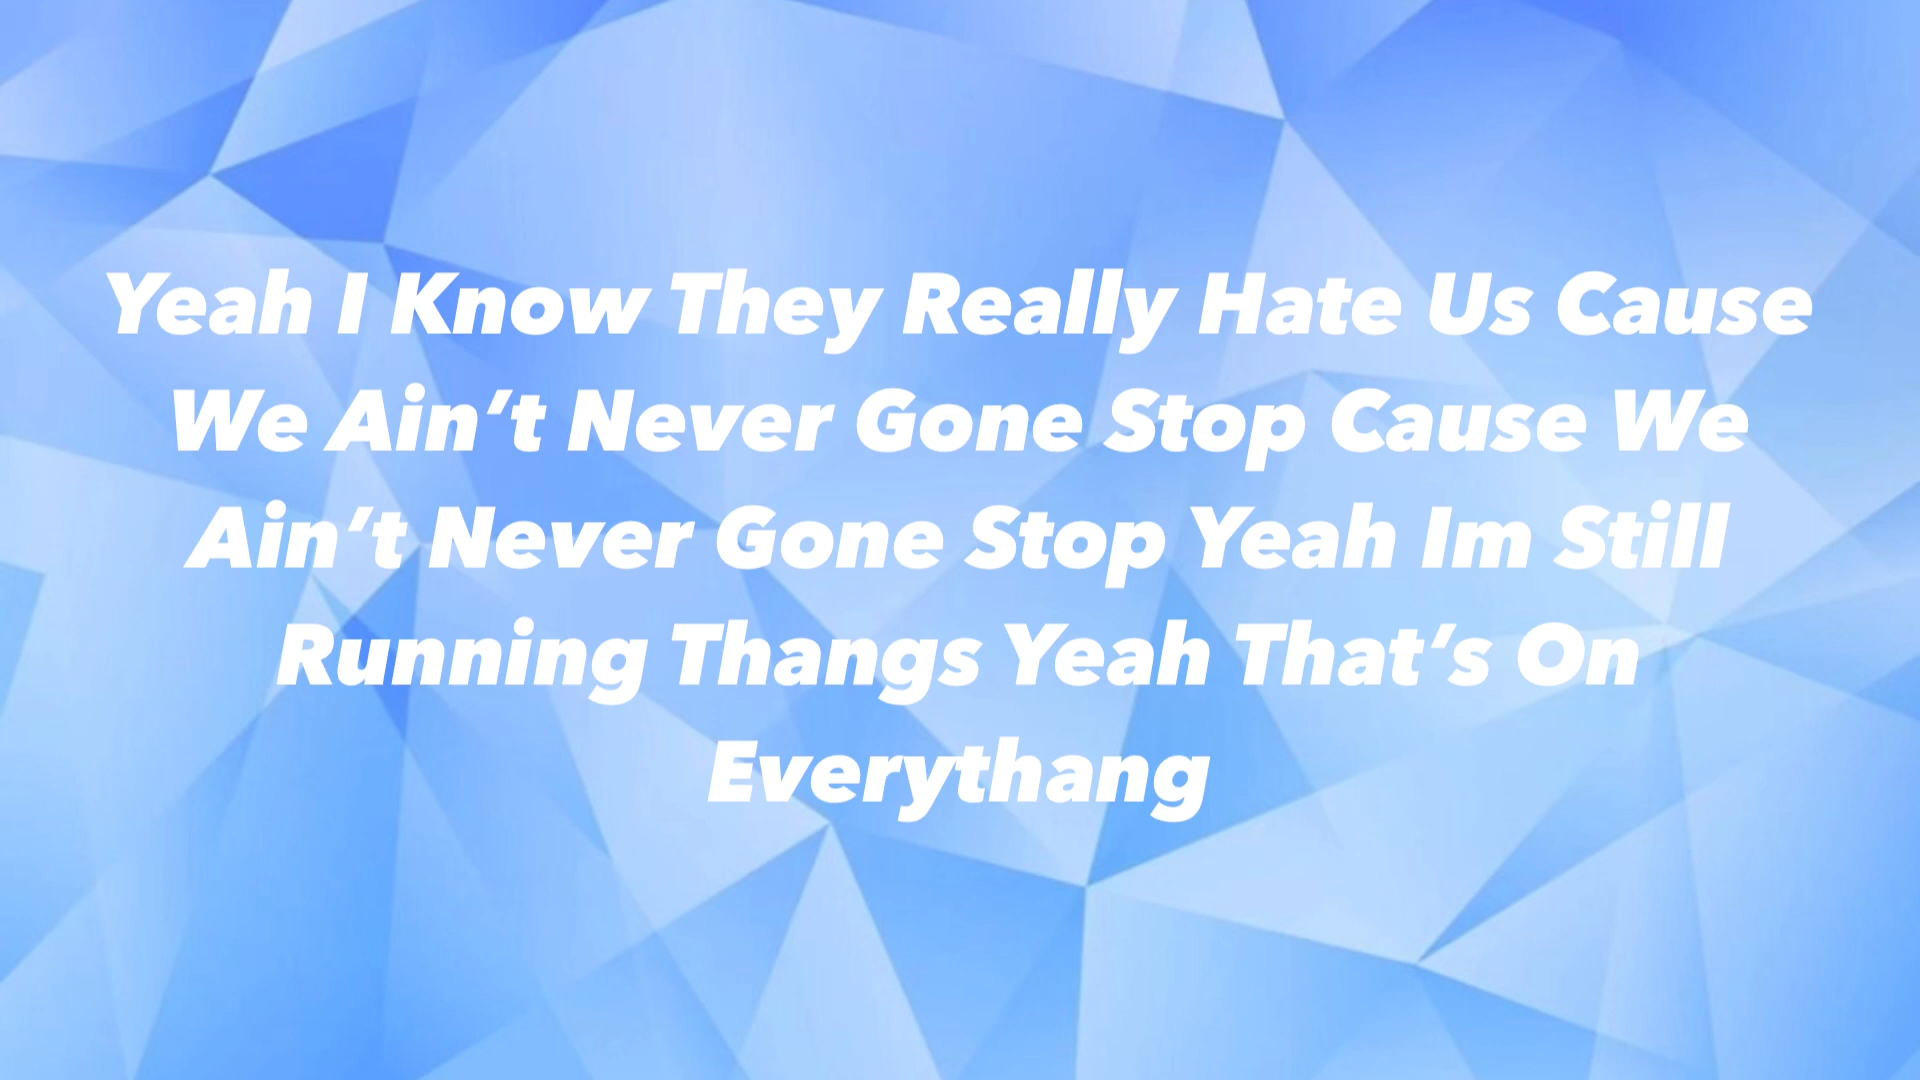 Yeah I Know They Really Hate Us Cause
We Ain’t Never Gone Stop Cause We
Ain’t Never Gone Stop Yeah Im Still
Running Thangs Yeah That’s On
Everythang